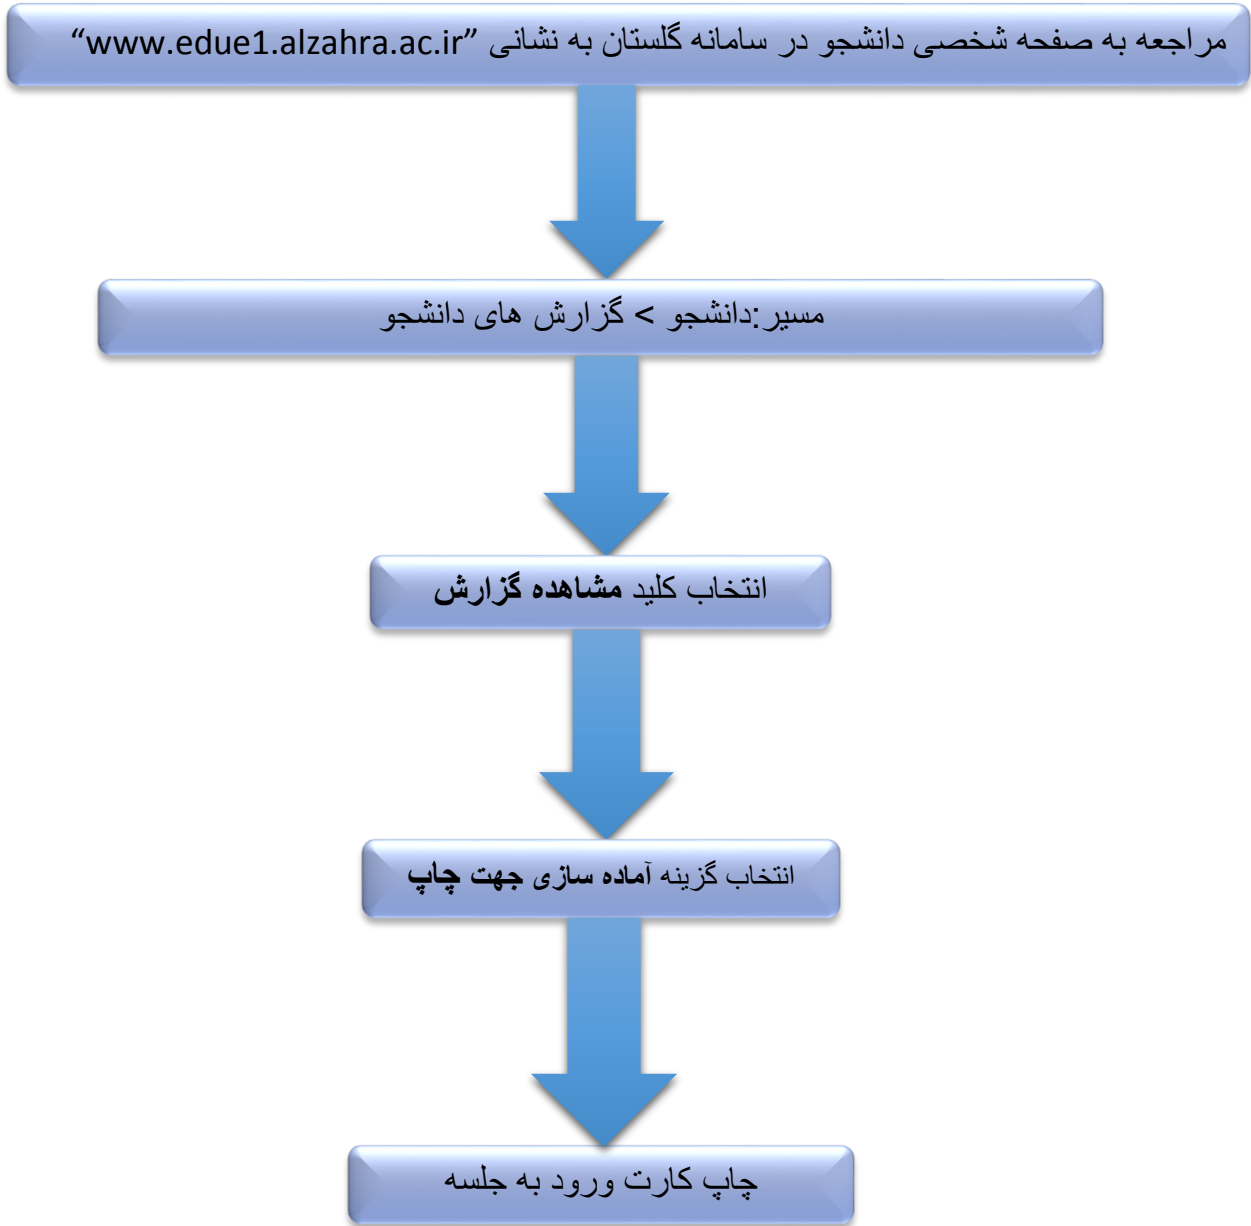 مراجعه به صفحه شخصی دانشجو در سامانه گلستان به نشانی "www.edue1.alzahra.ac.ir"
مسیر:دانشجو > گزارش های دانشجو
انتخاب کلید مشاهده گزارش
انتخاب گزینه آماده سازی جهت چاپ
چاپ کارت ورود به جلسه